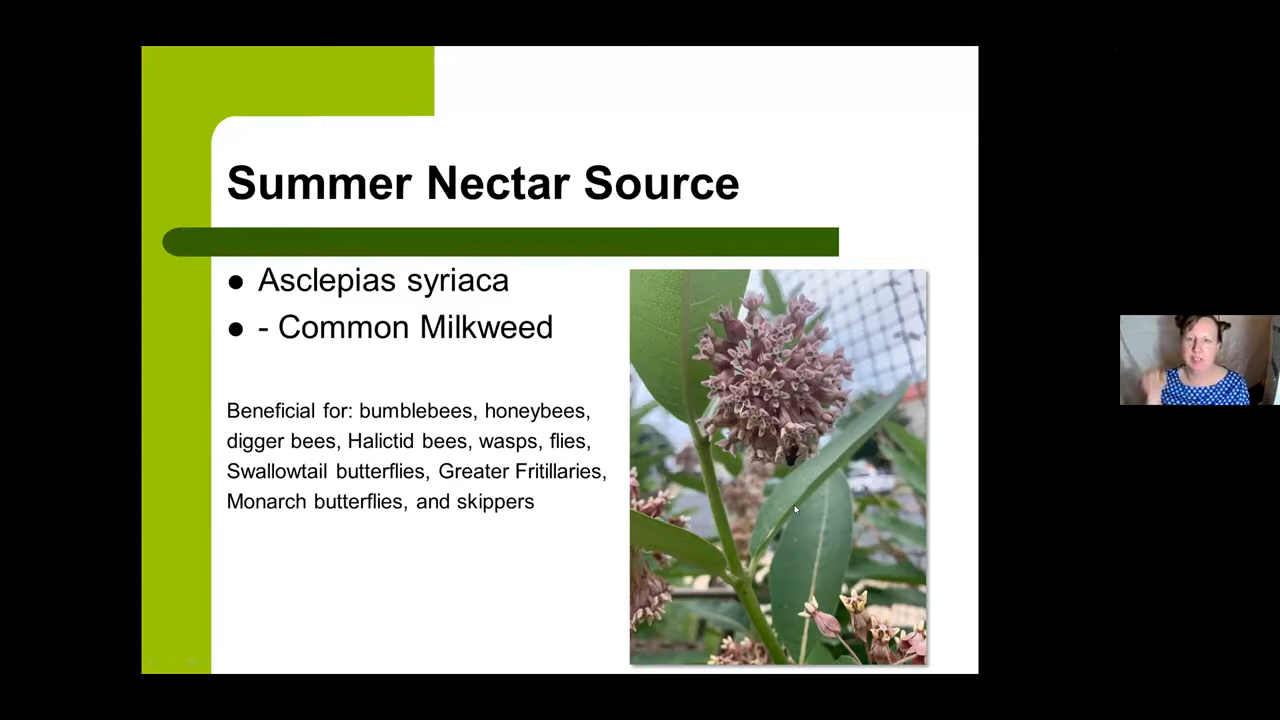 Summer Nectar Source
● Asclepias syriaca
● - Common Milkweed
Beneficial for: bumblebees, honeybees,
digger bees, Halictid bees, wasps, flies,
Swallowtail butterflies, Greater Fritillaries,
Monarch butterflies, and skippers